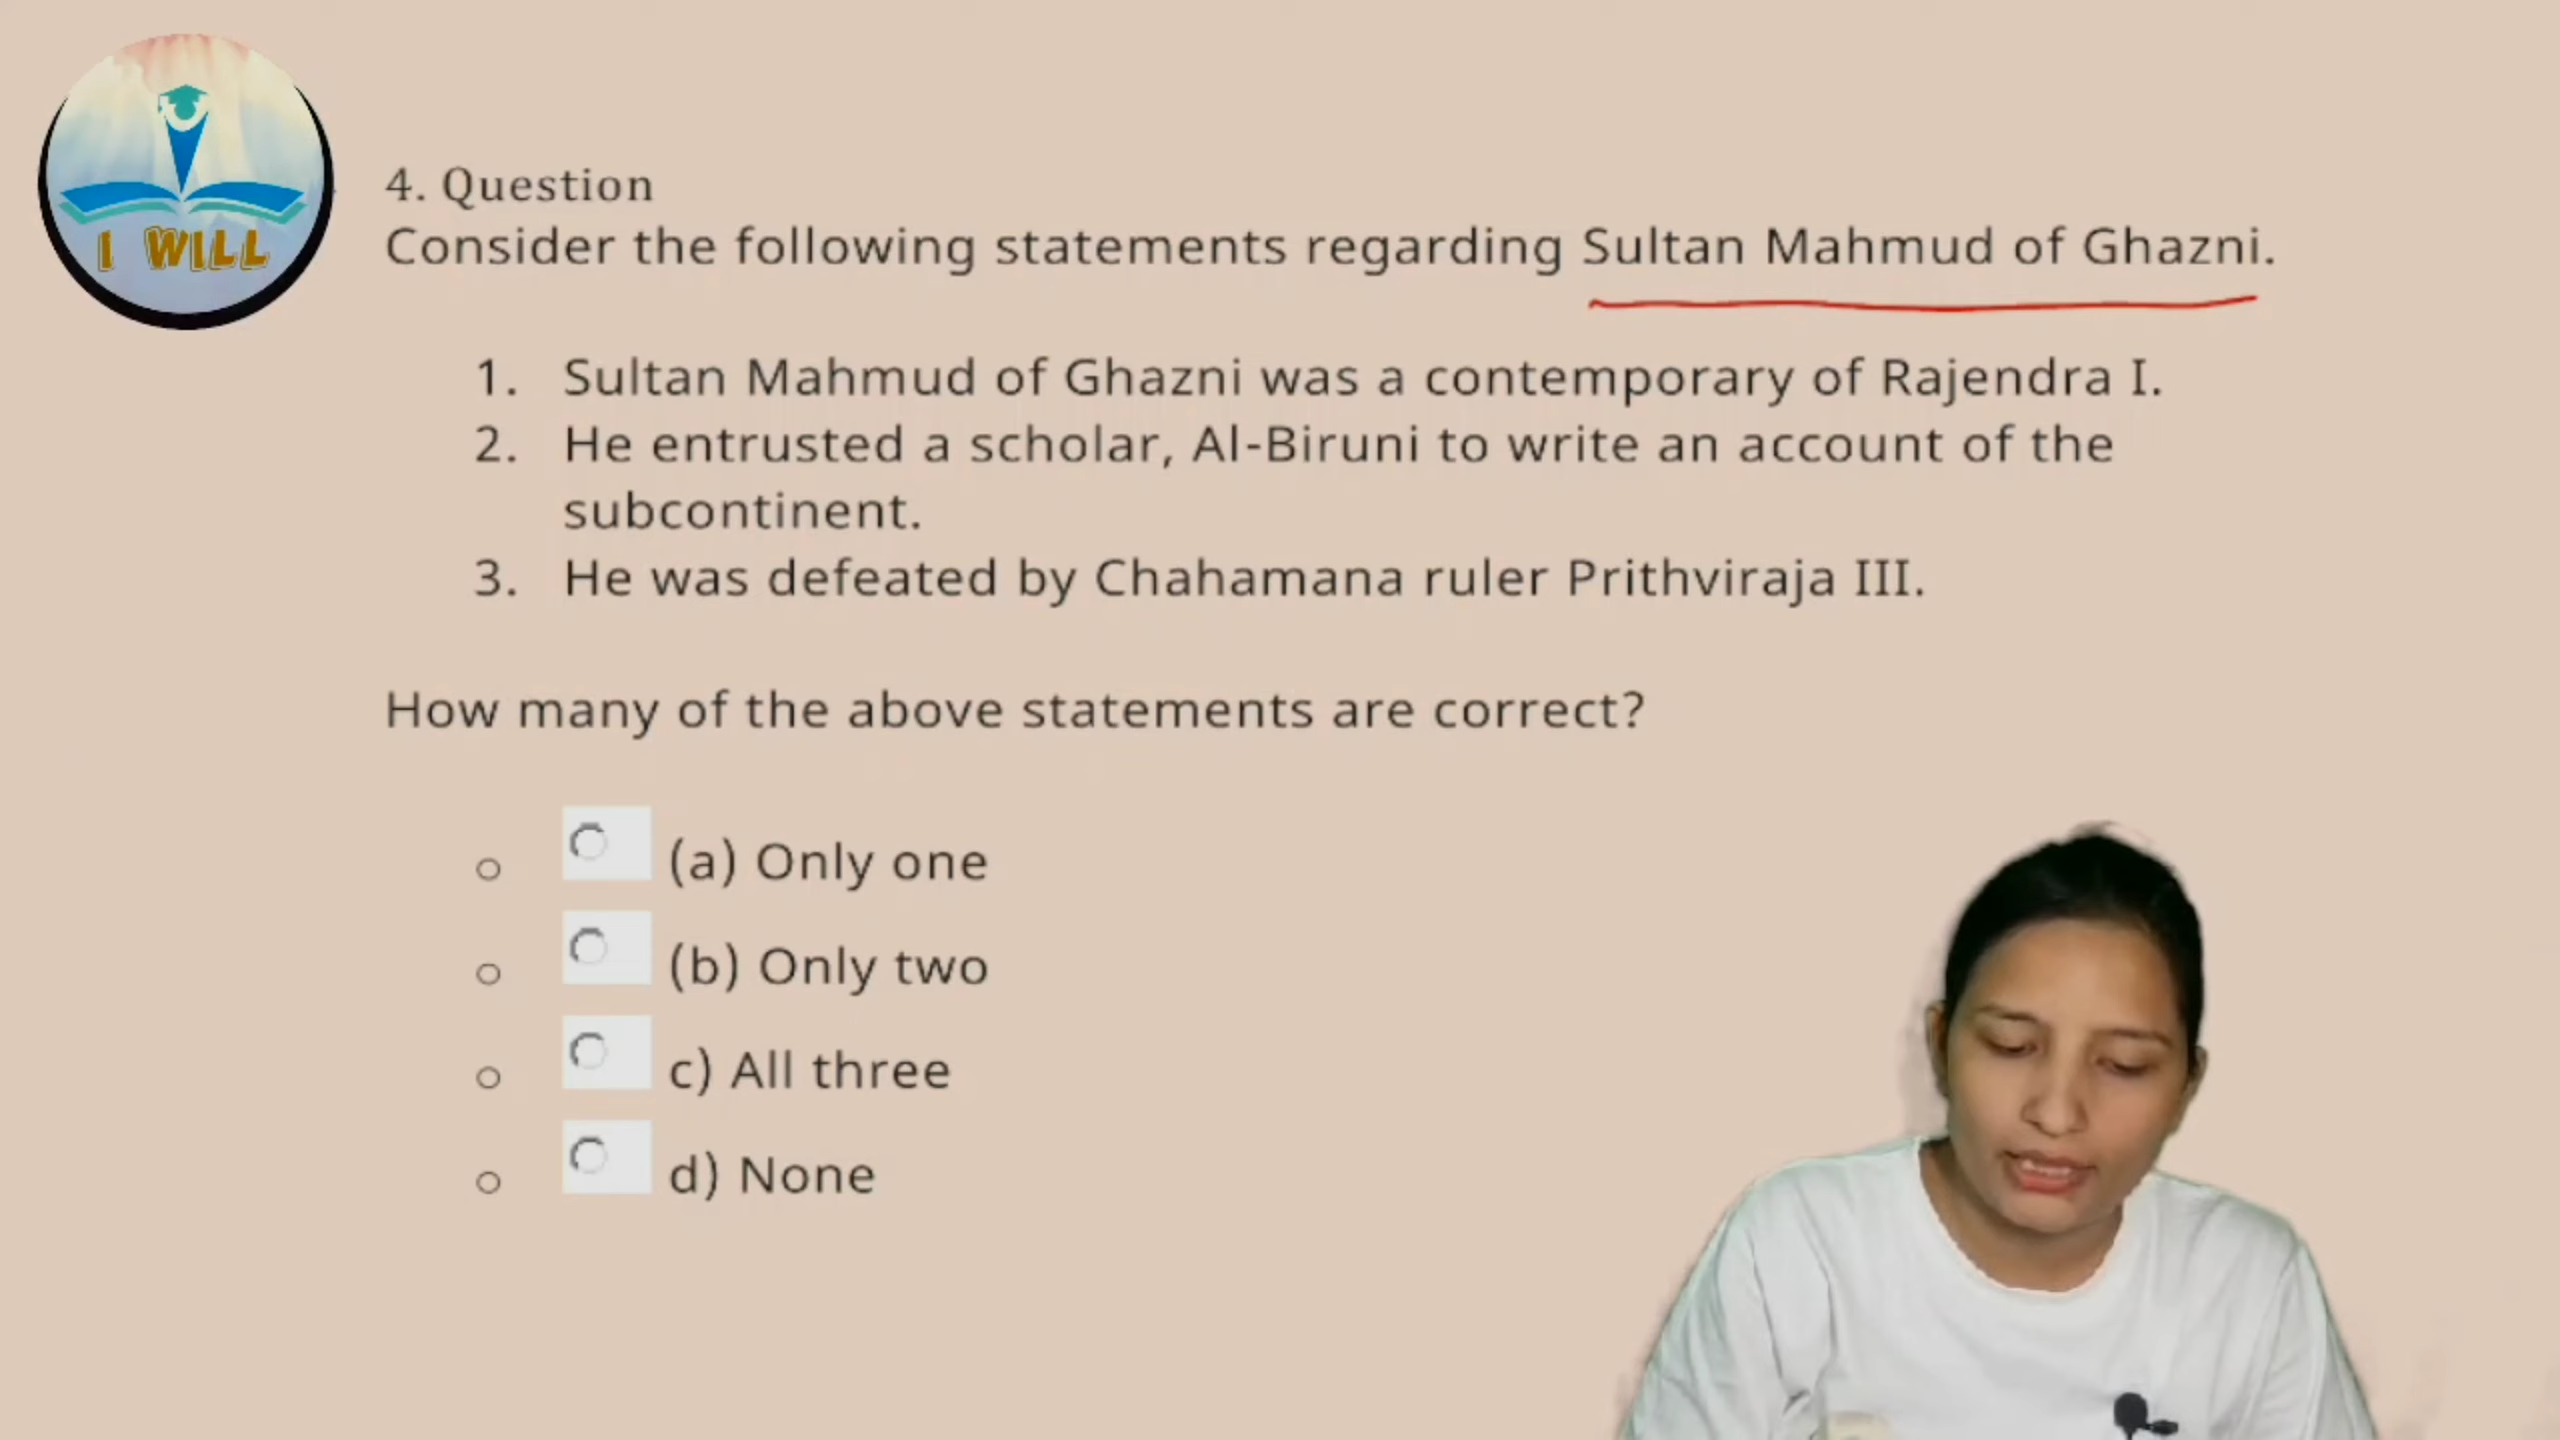 I WILL
4. Question
Consider the following statements regarding Sultan Mahmud of Ghazni.
1. Sultan Mahmud of Ghazni was a contemporary of Rajendra I.
2. He entrusted a scholar, Al-Biruni to write an account of the
subcontinent.
3. He was defeated by Chahamana ruler Prithviraja III.
How many of the above statements are correct?
(a) Only one
(b) Only two
c) All three
d) None